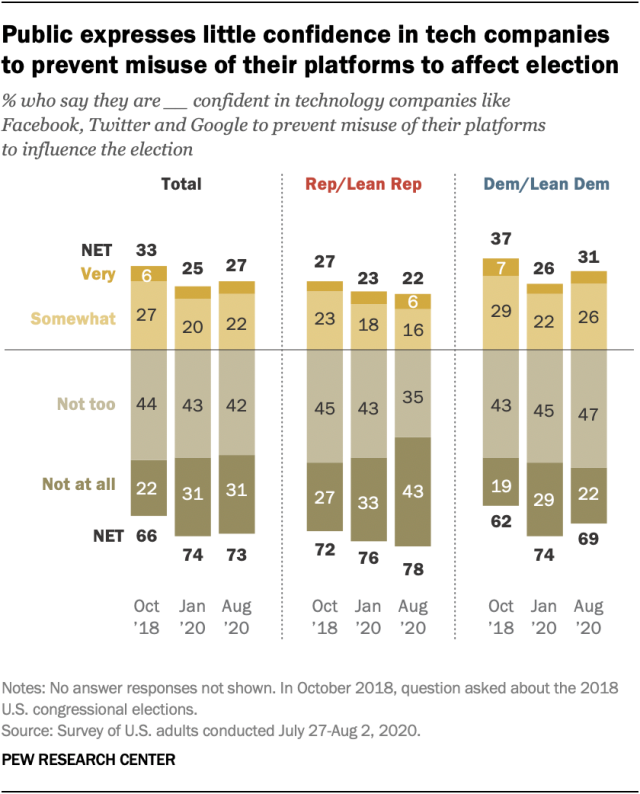 Public expresses little confidence in tech companies
to prevent misuse of their platforms to affect election
% who say they are __ confident in technology companies like
Facebook, Twitter and Google to prevent misuse of their platforms
to influence the election
Total Rep/Lean Rep Dem/Lean Dem
NET 33 25 27 27 23 22 37 26 31
Very 6 6 7
Somewhat 27 20 22 23 18 16 29 22 26
Not too 44 43 42 45 43 35 43 45 47
Not at all 22 31 31 27 33 43 19 29 22
NET 66 74 73 72 76 78 62 74 69
Oct Jan Aug Oct Jan Aug Oct Jan Aug
’18 ’20 ’20 ’18 ’20 ’20 ’18 ’20 ’20
Notes: No answer responses not shown. In October 2018, question asked about the 2018
U.S. congressional elections.
Source: Survey of U.S. adults conducted July 27-Aug 2, 2020.
PEW RESEARCH CENTER